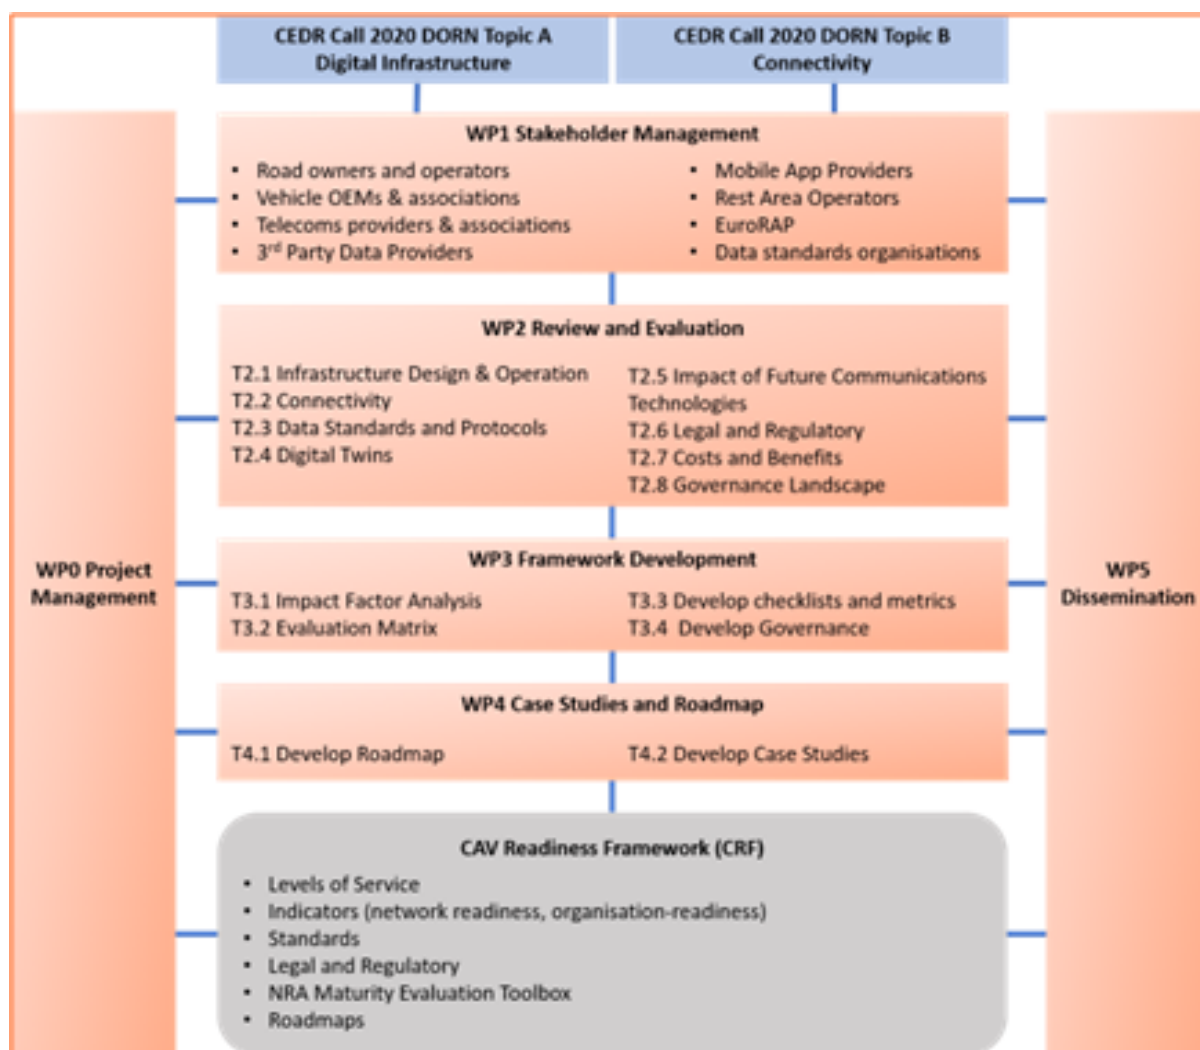 CEDR Call 2020 DORN Topic A
Digital Infrastructure
CEDR Call 2020 DORN Topic B
Connectivity
WP1 Stakeholder Management
• Road owners and operators
• Vehicle OEMs & associations
• Telecoms providers & associations
• 3rd Party Data Providers
• Mobile App Providers
• Rest Area Operators
• EuroRAP
• Data standards organisations
WP2 Review and Evaluation
T2.1 Infrastructure Design & Operation
T2.2 Connectivity
T2.3 Data Standards and Protocols
T2.4 Digital Twins
T2.5 Impact of Future Communications
Technologies
T2.6 Legal and Regulatory
T2.7 Costs and Benefits
T2.8 Governance Landscape
WP0 Project
Management
WP3 Framework Development
T3.1 Impact Factor Analysis
T3.2 Evaluation Matrix
T3.3 Develop checklists and metrics
T3.4 Develop Governance
WP5
Dissemination
WP4 Case Studies and Roadmap
T4.1 Develop Roadmap
T4.2 Develop Case Studies
CAV Readiness Framework (CRF)
• Levels of Service
• Indicators (network readiness, organisation-readiness)
• Standards
• Legal and Regulatory
• NRA Maturity Evaluation Toolbox
• Roadmaps